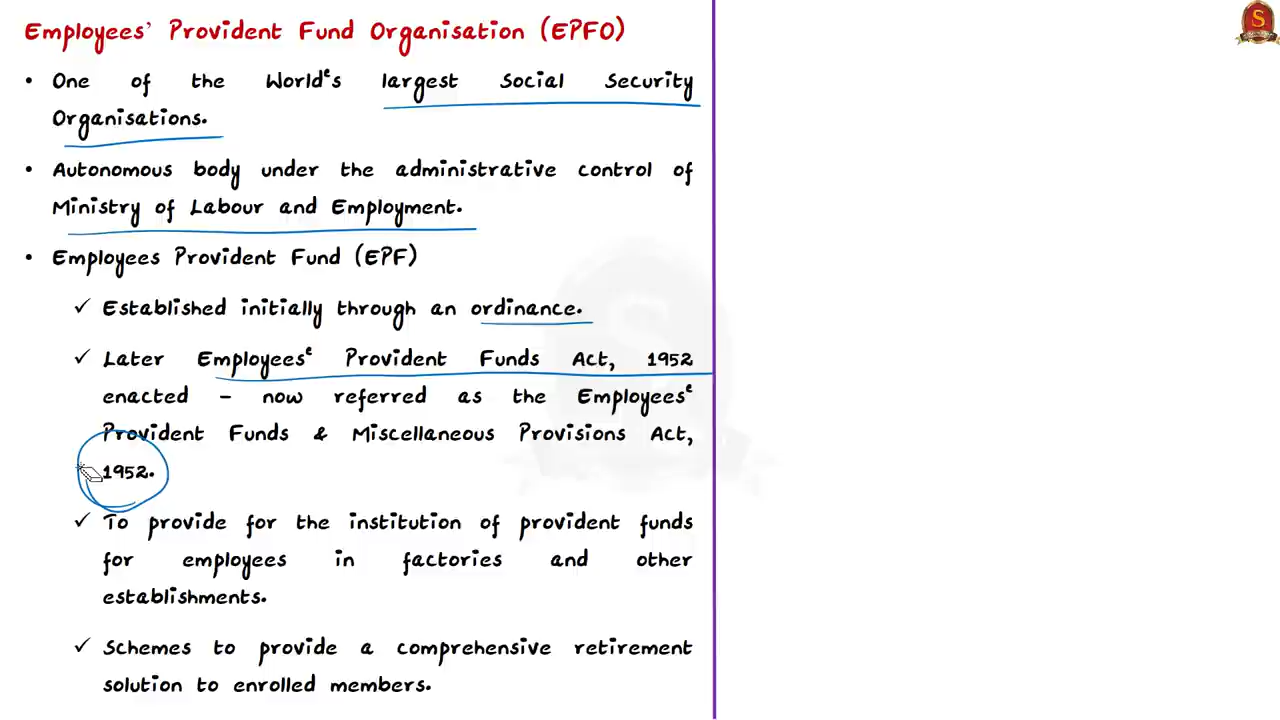 Employees' Provident Fund Organisation (EPFO)
• One of the World's largest Social Security
Organisations.
• Autonomous body under the administrative control of
Ministry of Labour and Employment.
• Employees Provident Fund (EPF)
✓ Established initially through an ordinance.
✓ Later Employees' Provident Funds Act, 1952
enacted – now referred as the Employees'
Provident Funds & Miscellaneous Provisions Act,
1952.
✓ To provide for the institution of provident funds
for employees in factories and other
establishments.
✓ Schemes to provide a comprehensive retirement
solution to enrolled members.
S